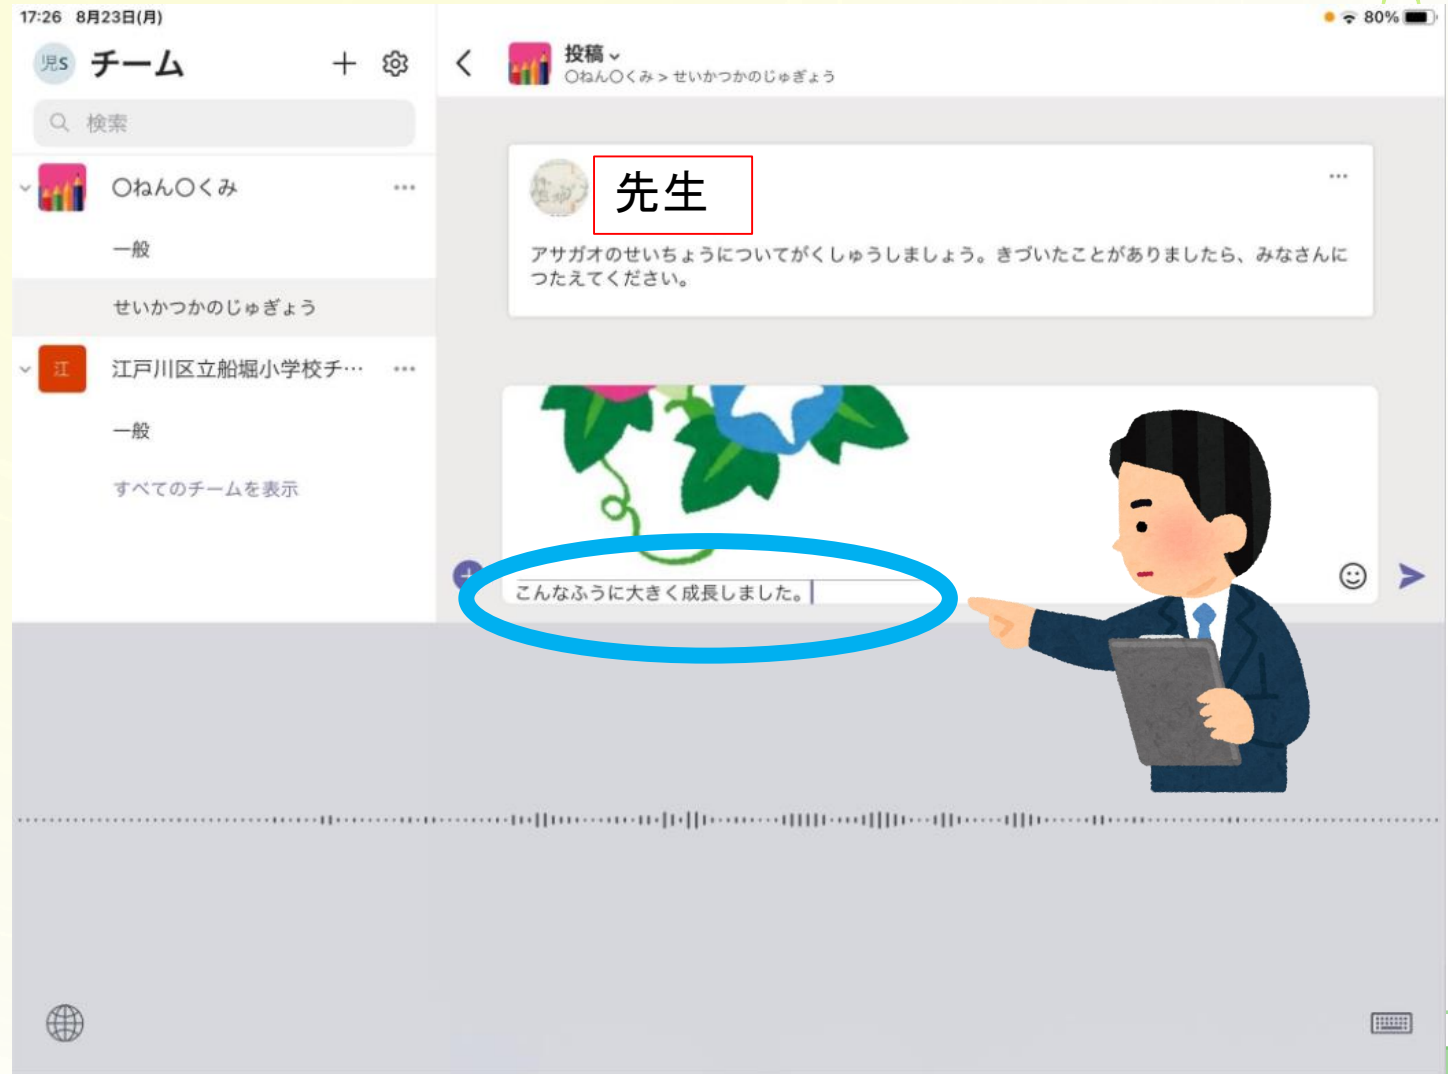 17:26 8月23日(月)
80%
児S チーム
検索
〇ねん〇くみ
一般
せいかつかのじゅぎょう
江 江戸川区立船堀小学校チ…
一般
すべてのチームを表示
投稿
〇ねん〇くみ > せいかつかのじゅぎょう
先生
アサガオのせいちょうについてがくしゅうしましょう。きづいたことがありましたら、みなさんに
つたえてください。
こんなふうに大きく成長しました。